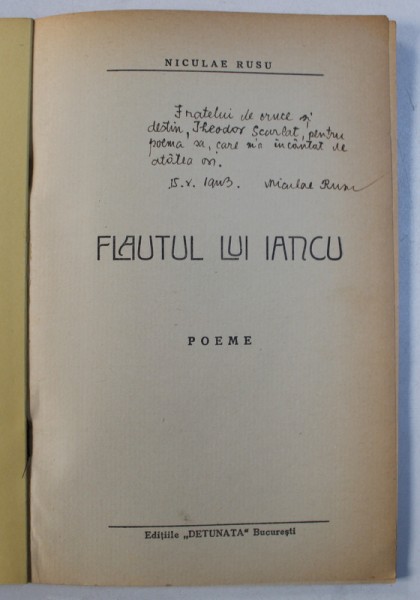 NICULAE RUSU
Fratelui de cruce și
destin, Theodor Scarlat, pentru
poema sa, care m'a încântat de
atâtea ori.
15.V.1943. Niculae Rusu
FLAUTUL LUI IANCU
POEME
Edițiile „DETUNATA" București